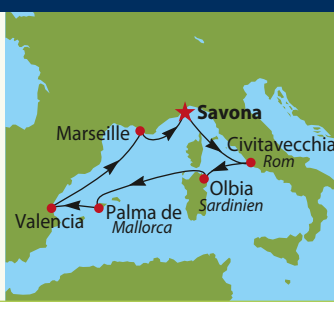 Savona
Marseille
Civitavecchia
Rom
Olbia
Sardinien
Valencia
Palma de
Mallorca